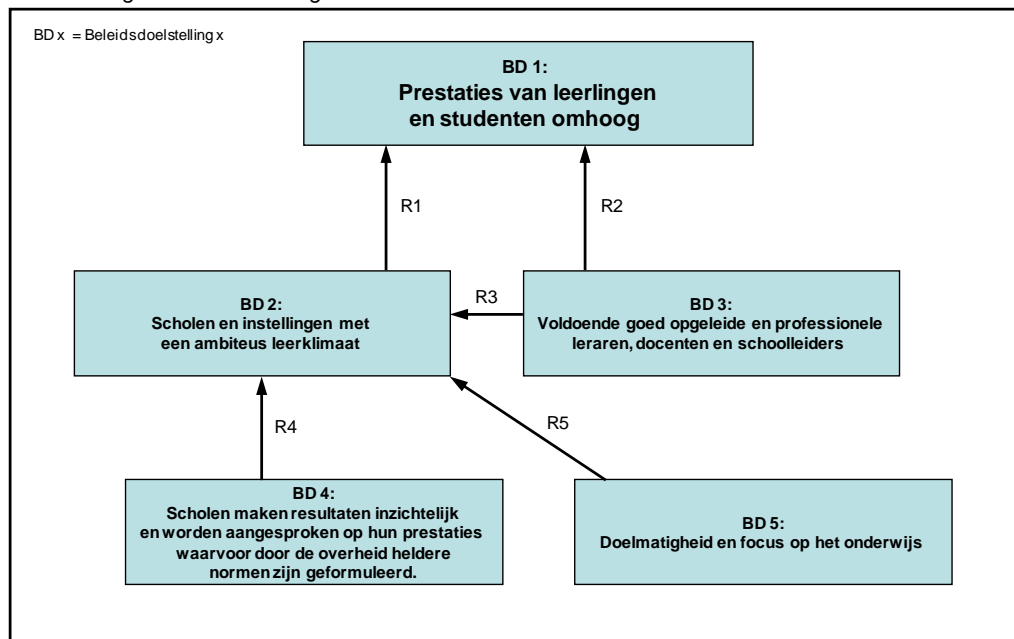 BD x = Beleidsdoelstelling x
BD 1:
Prestaties van leerlingen
en studenten omhoog
R1
R2
BD 2:
Scholen en instellingen met
een ambiteus leerklimaat
R3
BD 3:
Voldoende goed opgeleide en professionele
leraren, docenten en schoolleiders
R4
R5
BD 4:
Scholen maken resultaten inzichtelijk
en worden aangesproken op hun prestaties
waarvoor door de overheid heldere
normen zijn geformuleerd.
BD 5:
Doelmatigheid en focus op het onderwijs